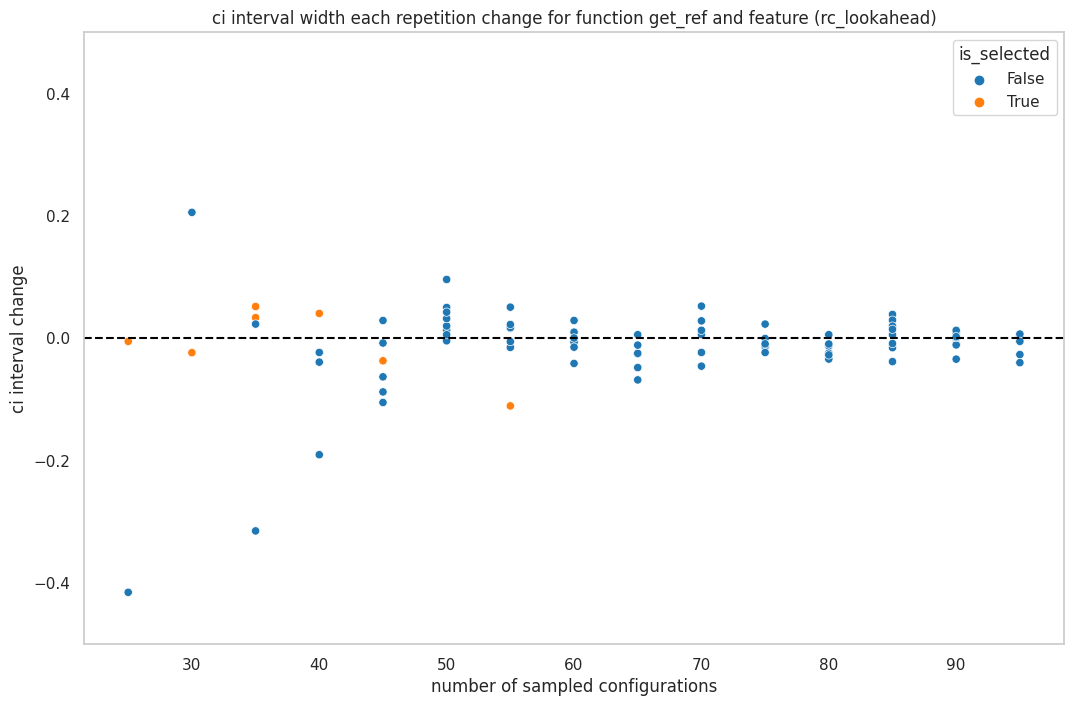 ci interval width each repetition change for function get_ref and feature (rc_lookahead)
is_selected
False
True
0.4
0.2
0.0
−0.2
−0.4
ci interval change
30 40 50 60 70 80 90
number of sampled configurations